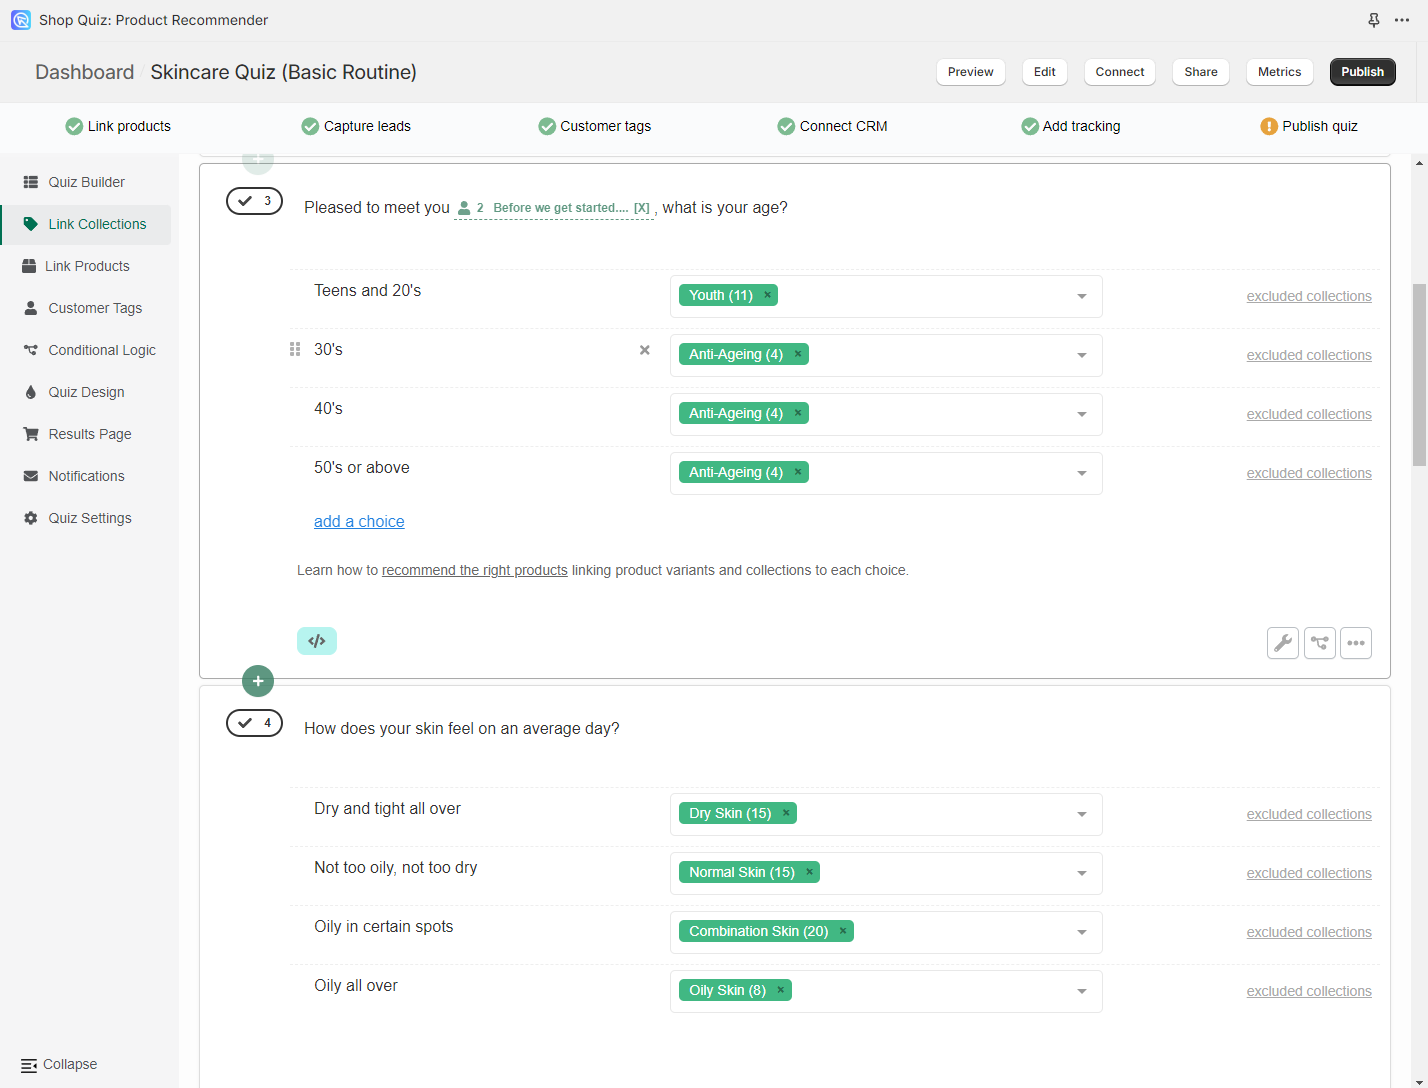 Shop Quiz: Product Recommender
Dashboard / Skincare Quiz (Basic Routine)
Preview
Edit
Connect
Share
Metrics
Publish
Link products
Capture leads
Customer tags
Connect CRM
Add tracking
Publish quiz
Quiz Builder
Link Collections
Link Products
Customer Tags
Conditional Logic
Quiz Design
Results Page
Notifications
Quiz Settings
Collapse
3
Pleased to meet you 2 Before we get started.... [X] , what is your age?
Teens and 20's
Youth (11) ×
excluded collections
30's
Anti-Ageing (4) ×
excluded collections
40's
Anti-Ageing (4) ×
excluded collections
50's or above
Anti-Ageing (4) ×
excluded collections
add a choice
Learn how to recommend the right products linking product variants and collections to each choice.
</>
4
How does your skin feel on an average day?
Dry and tight all over
Dry Skin (15) ×
excluded collections
Not too oily, not too dry
Normal Skin (15) ×
excluded collections
Oily in certain spots
Combination Skin (20) ×
excluded collections
Oily all over
Oily Skin (8) ×
excluded collections